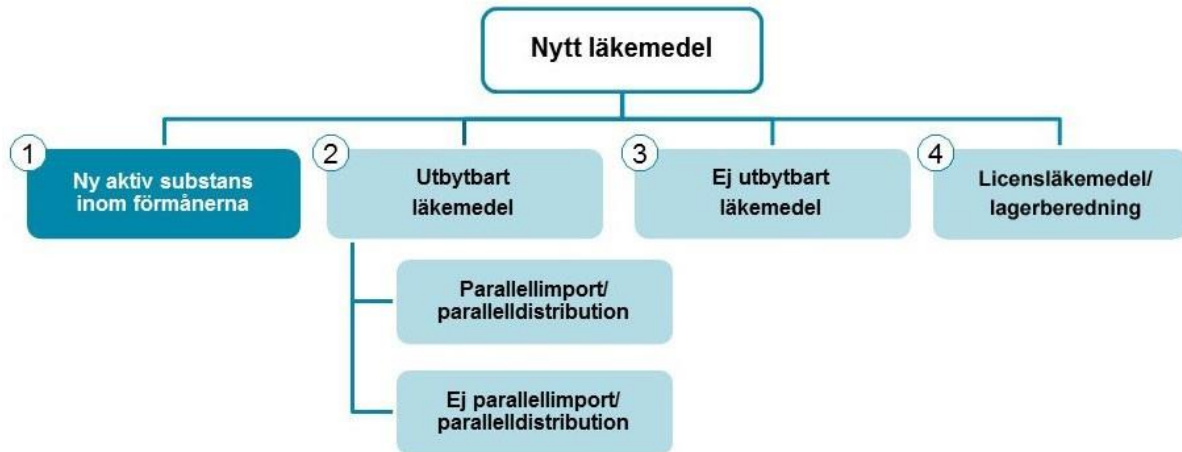 Nytt läkemedel
1
Ny aktiv substans
inom förmånerna
2
Utbytbart
läkemedel
3
Ej utbytbart
läkemedel
4
Licensläkemedel/
lagerberedning
Parallellimport/
parallelldistribution
Ej parallellimport/
parallelldistribution